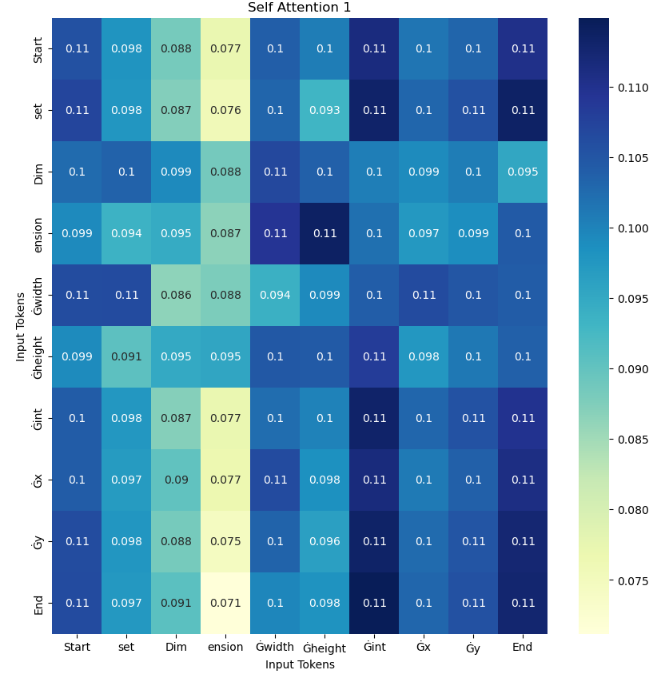 Self Attention 1
Start 0.11 0.098 0.088 0.077 0.1 0.1 0.11 0.1 0.1 0.11
set 0.11 0.098 0.087 0.076 0.1 0.093 0.11 0.1 0.11 0.11
Dim 0.1 0.1 0.099 0.088 0.11 0.1 0.1 0.099 0.1 0.095
ension 0.099 0.094 0.095 0.087 0.11 0.11 0.1 0.097 0.099 0.1
Ġwidth 0.11 0.11 0.086 0.088 0.094 0.099 0.1 0.11 0.1 0.1
Ġheight 0.099 0.091 0.095 0.095 0.1 0.1 0.11 0.098 0.1 0.1
Ġint 0.1 0.098 0.087 0.077 0.1 0.1 0.11 0.1 0.11 0.11
Ġx 0.1 0.097 0.09 0.077 0.11 0.098 0.11 0.1 0.1 0.11
Ġy 0.11 0.098 0.088 0.075 0.1 0.096 0.11 0.1 0.11 0.11
End 0.11 0.097 0.091 0.071 0.1 0.098 0.11 0.1 0.11 0.11
Start set Dim ension Ġwidth Ġheight Ġint Ġx Ġy End
Input Tokens
Input Tokens
0.110
0.105
0.100
0.095
0.090
0.085
0.080
0.075